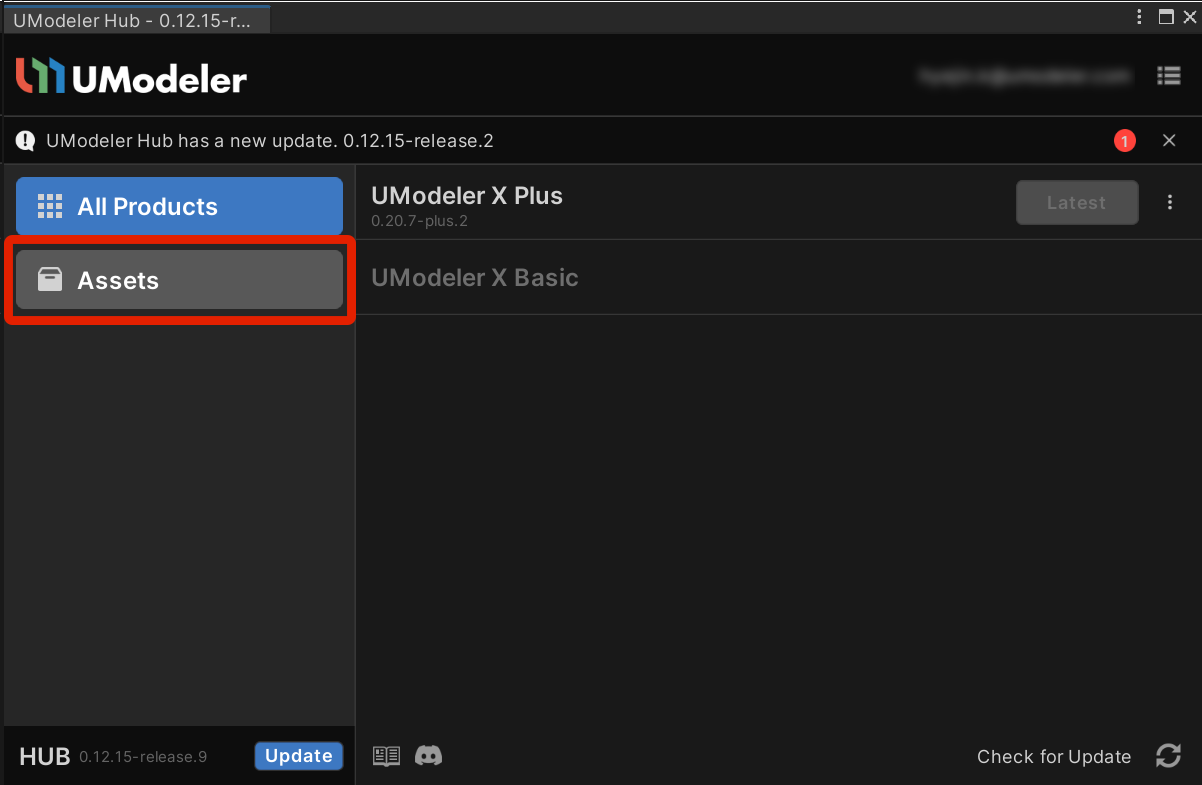 UModeler Hub - 0.12.15-r...
UModeler
UModeler Hub has a new update. 0.12.15-release.2
1
All Products
Assets
UModeler X Plus
0.20.7-plus.2
Latest
UModeler X Basic
HUB 0.12.15-release.9
Update
Check for Update